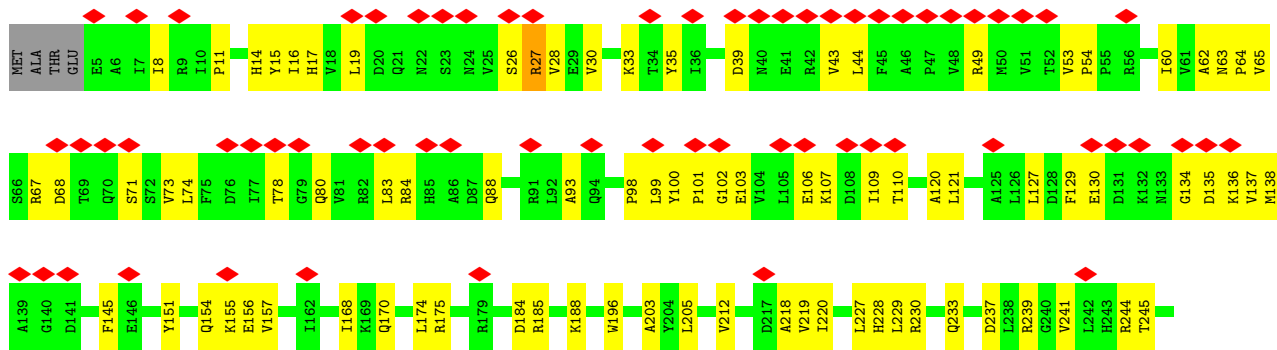 MET ALA THR GLU E5 A6 I7 I8 R9 I10 P11 H14 Y15 I16 H17 V18 L19 D20 Q21 N22 S23 N24 V25 S26 R27 V28 E29 V30 K33 T34 Y35 I36 D39 N40 E41 R42 V43 L44 F45 A46 P47 V48 R49 M50 V51 T52 V53 P54 P55 R56 I60 V61 A62 N63 P64 V65
S66 R67 D68 T69 Q70 S71 S72 V73 L74 F75 D76 I77 T78 G79 Q80 V81 R82 L83 R84 H85 A86 D87 Q88 R91 L92 A93 Q94 P98 L99 Y100 P101 G102 E103 V104 L105 E106 K107 D108 I109 T110 A120 L121 A125 L126 L127 D128 F129 E130 D131 K132 N133 G134 D135 K136 V137 M138
A139 G140 D141 F145 E146 Y151 Q154 K155 E156 V157 I162 I168 K169 Q170 L174 R175 R179 D184 R185 K188 W196 A203 Y204 L205 V212 D217 A218 V219 I220 L227 H228 L229 R230 Q233 D237 L238 R239 G240 V241 L242 H243 R244 T245